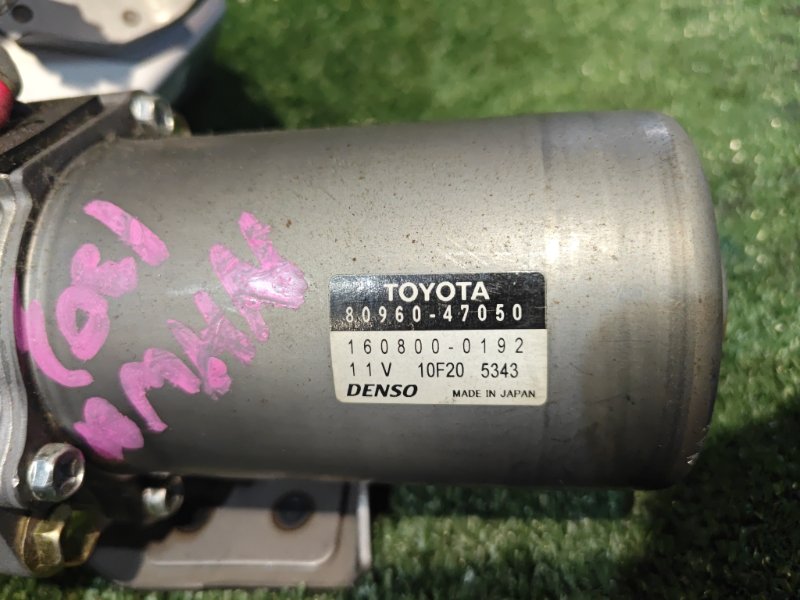 TOYOTA
80960-47050
160800-0192
11V 10F20 5343
DENSO MADE IN JAPAN